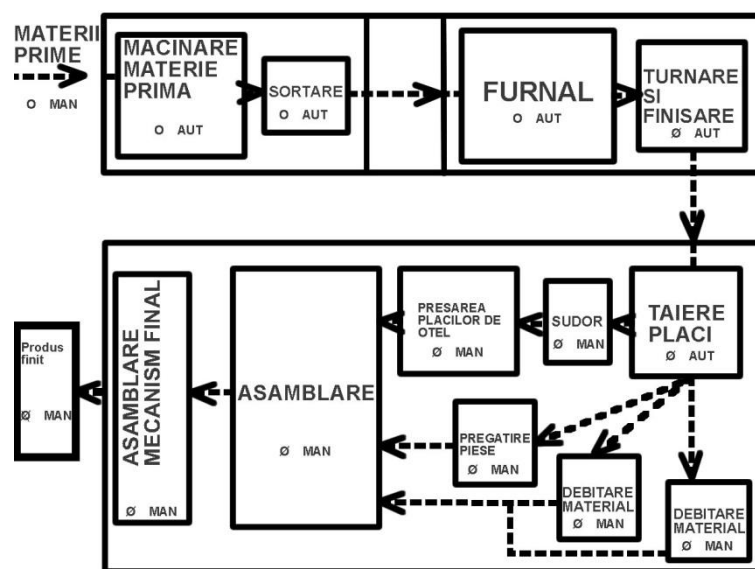 MATERII
PRIME
O MAN
MACINARE
MATERIE
PRIMA
O AUT
SORTARE
O AUT
FURNAL
O AUT
TURNARE
SI
FINISARE
Ø AUT
TAIERE
PLACI
Ø AUT
SUDOR
Ø MAN
PRESAREA
PLACILOR DE
OTEL
Ø MAN
PREGATIRE
PIESE
Ø MAN
DEBITARE
MATERIAL
Ø MAN
DEBITARE
MATERIAL
Ø MAN
ASAMBLARE
Ø MAN
ASAMBLARE
MECANISM FINAL
Ø MAN
Produs
finit
Ø MAN